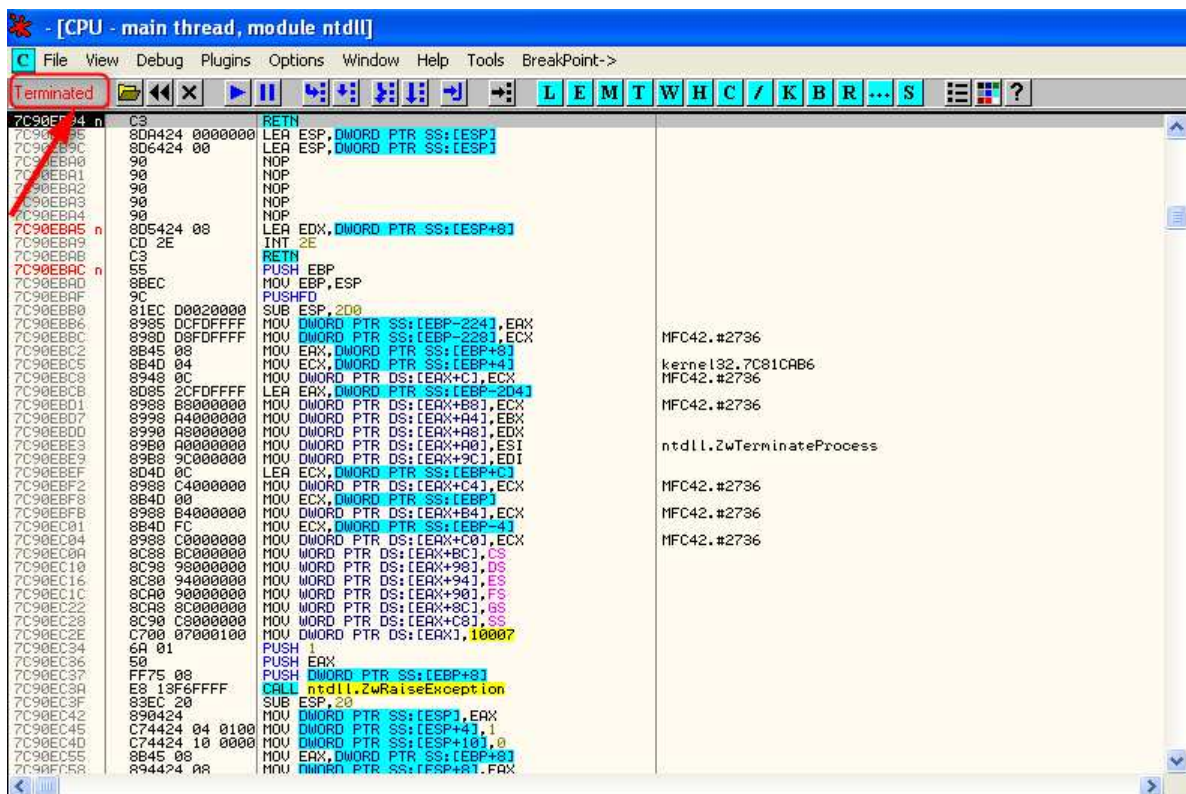 - [CPU - main thread, module ntdll]
C File View Debug Plugins Options Window Help Tools BreakPoint->
Terminated L E M T W H C / K B R ... S ?
7C90EB94 n C3 RETN
7C90EB95 8DA424 0000000 LEA ESP,DWORD PTR SS:[ESP]
7C90EB9C 8D6424 00 LEA ESP,DWORD PTR SS:[ESP]
7C90EBA0 90 NOP
7C90EBA1 90 NOP
7C90EBA2 90 NOP
7C90EBA3 90 NOP
7C90EBA4 90 NOP
7C90EBA5 n 8D5424 08 LEA EDX,DWORD PTR SS:[ESP+8]
7C90EBA9 CD 2E INT 2E
7C90EBAB C3 RETN
7C90EBAC n 55 PUSH EBP
7C90EBAD 8BEC MOV EBP,ESP
7C90EBAF 9C PUSHFD
7C90EBB0 81EC D0020000 SUB ESP,2D0
7C90EBB6 8985 DCFDFFFF MOV DWORD PTR SS:[EBP-224],EAX
7C90EBBC 898D D8FDFFFF MOV DWORD PTR SS:[EBP-228],ECX MFC42.#2736
7C90EBC2 8B45 08 MOV EAX,DWORD PTR SS:[EBP+8]
7C90EBC5 8B4D 04 MOV ECX,DWORD PTR SS:[EBP+4] kernel32.7C81CAB6
7C90EBC8 8948 0C MOV DWORD PTR DS:[EAX+C],ECX MFC42.#2736
7C90EBCB 8D85 2CFDFFFF LEA EAX,DWORD PTR SS:[EBP-2D4]
7C90EBD1 8988 B8000000 MOV DWORD PTR DS:[EAX+B8],ECX MFC42.#2736
7C90EBD7 8998 A4000000 MOV DWORD PTR DS:[EAX+A4],EBX
7C90EBDD 8990 A8000000 MOV DWORD PTR DS:[EAX+A8],EDX
7C90EBE3 89B0 A0000000 MOV DWORD PTR DS:[EAX+A0],ESI ntdll.ZwTerminateProcess
7C90EBE9 89B8 9C000000 MOV DWORD PTR DS:[EAX+9C],EDI
7C90EBEF 8D4D 0C LEA ECX,DWORD PTR SS:[EBP+C]
7C90EBF2 8988 C4000000 MOV DWORD PTR DS:[EAX+C4],ECX MFC42.#2736
7C90EBF8 8B4D 00 MOV ECX,DWORD PTR SS:[EBP]
7C90EBFB 8988 B4000000 MOV DWORD PTR DS:[EAX+B4],ECX MFC42.#2736
7C90EC01 8B4D FC MOV ECX,DWORD PTR SS:[EBP-4]
7C90EC04 8988 C0000000 MOV DWORD PTR DS:[EAX+C0],ECX MFC42.#2736
7C90EC0A 8C88 BC000000 MOV WORD PTR DS:[EAX+BC],CS
7C90EC10 8C98 98000000 MOV WORD PTR DS:[EAX+98],DS
7C90EC16 8C80 94000000 MOV WORD PTR DS:[EAX+94],ES
7C90EC1C 8CA0 90000000 MOV WORD PTR DS:[EAX+90],FS
7C90EC22 8CA8 8C000000 MOV WORD PTR DS:[EAX+8C],GS
7C90EC28 8C90 C8000000 MOV WORD PTR DS:[EAX+C8],SS
7C90EC2E C700 07000100 MOV DWORD PTR DS:[EAX],10007
7C90EC34 6A 01 PUSH 1
7C90EC36 50 PUSH EAX
7C90EC37 FF75 08 PUSH DWORD PTR SS:[EBP+8]
7C90EC3A E8 13F6FFFF CALL ntdll.ZwRaiseException
7C90EC3F 83EC 20 SUB ESP,20
7C90EC42 890424 MOV DWORD PTR SS:[ESP],EAX
7C90EC45 C74424 04 0100 MOV DWORD PTR SS:[ESP+4],1
7C90EC4D C74424 10 0000 MOV DWORD PTR SS:[ESP+10],0
7C90EC55 8B45 08 MOV EAX,DWORD PTR SS:[EBP+8]
7C90EC58 894424 08 MOV DWORD PTR SS:[ESP+8],EAX